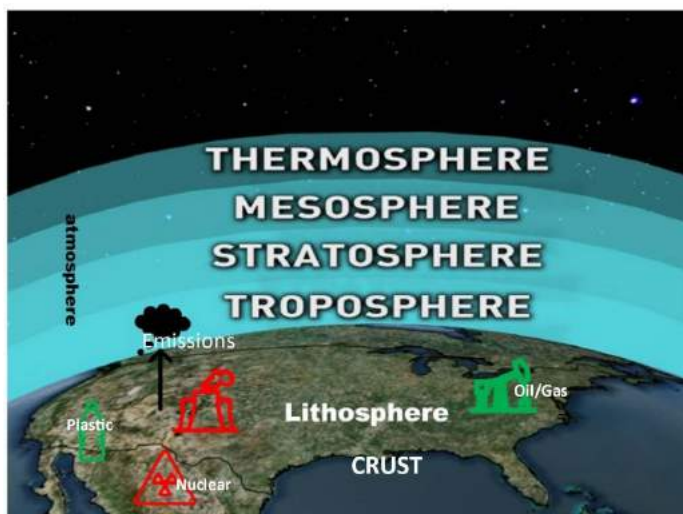 THERMOSPHERE
MESOSPHERE
atmosphere
STRATOSPHERE
TROPOSPHERE
Emissions
Plastic
Lithosphere
Oil/Gas
CRUST
Nuclear